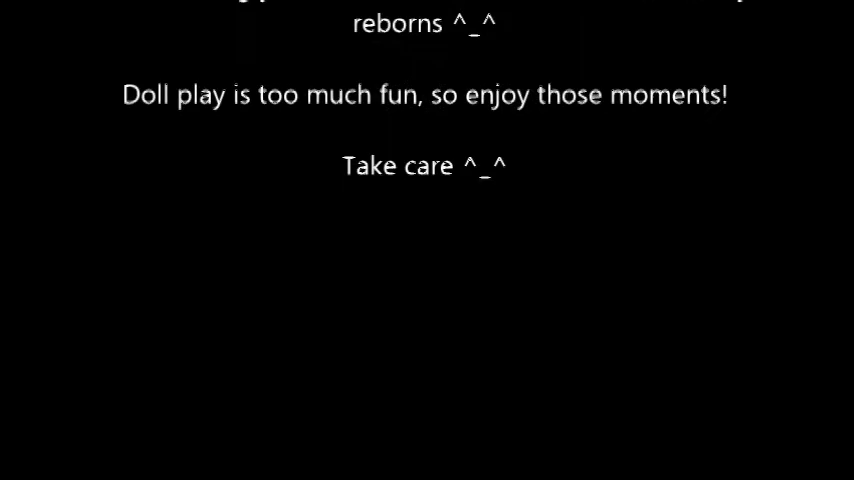 reborns ^_^
Doll play is too much fun, so enjoy those moments!
Take care ^_^